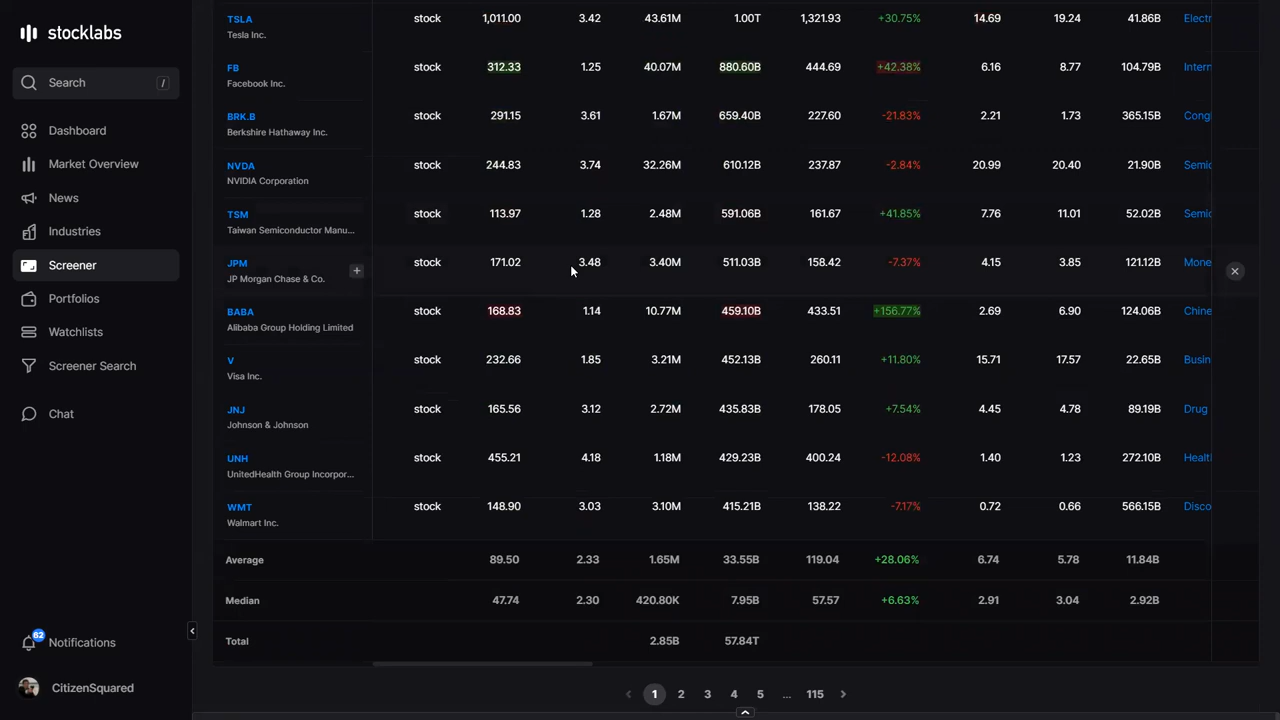 stocklabs
Search /
Dashboard
Market Overview
News
Industries
Screener
Portfolios
Watchlists
Screener Search
Chat
62
Notifications
CitizenSquared
TSLA stock 1,011.00 3.42 43.61M 1.00T 1,321.93 +30.75% 14.69 19.24 41.86B Electr
Tesla Inc.
FB stock 312.33 1.25 40.07M 880.60B 444.69 +42.38% 6.16 8.77 104.79B Intern
Facebook Inc.
BRK.B stock 291.15 3.61 1.67M 659.40B 227.60 -21.83% 2.21 1.73 365.15B Cong
Berkshire Hathaway Inc.
NVDA stock 244.83 3.74 32.26M 610.12B 237.87 -2.84% 20.99 20.40 21.90B Semic
NVIDIA Corporation
TSM stock 113.97 1.28 2.48M 591.06B 161.67 +41.85% 7.76 11.01 52.02B Semic
Taiwan Semiconductor Manu...
JPM stock 171.02 3.48 3.40M 511.03B 158.42 -7.37% 4.15 3.85 121.12B Mone
JP Morgan Chase & Co.
BABA stock 168.83 1.14 10.77M 459.10B 433.51 +156.77% 2.69 6.90 124.06B Chine
Alibaba Group Holding Limited
V stock 232.66 1.85 3.21M 452.13B 260.11 +11.80% 15.71 17.57 22.65B Busin
Visa Inc.
JNJ stock 165.56 3.12 2.72M 435.83B 178.05 +7.54% 4.45 4.78 89.19B Drug
Johnson & Johnson
UNH stock 455.21 4.18 1.18M 429.23B 400.24 -12.08% 1.40 1.23 272.10B Healt
UnitedHealth Group Incorpor...
WMT stock 148.90 3.03 3.10M 415.21B 138.22 -7.17% 0.72 0.66 566.15B Disco
Walmart Inc.
Average 89.50 2.33 1.65M 33.55B 119.04 +28.06% 6.74 5.78 11.84B
Median 47.74 2.30 420.80K 7.95B 57.57 +6.63% 2.91 3.04 2.92B
Total 2.85B 57.84T
1 2 3 4 5 ... 115